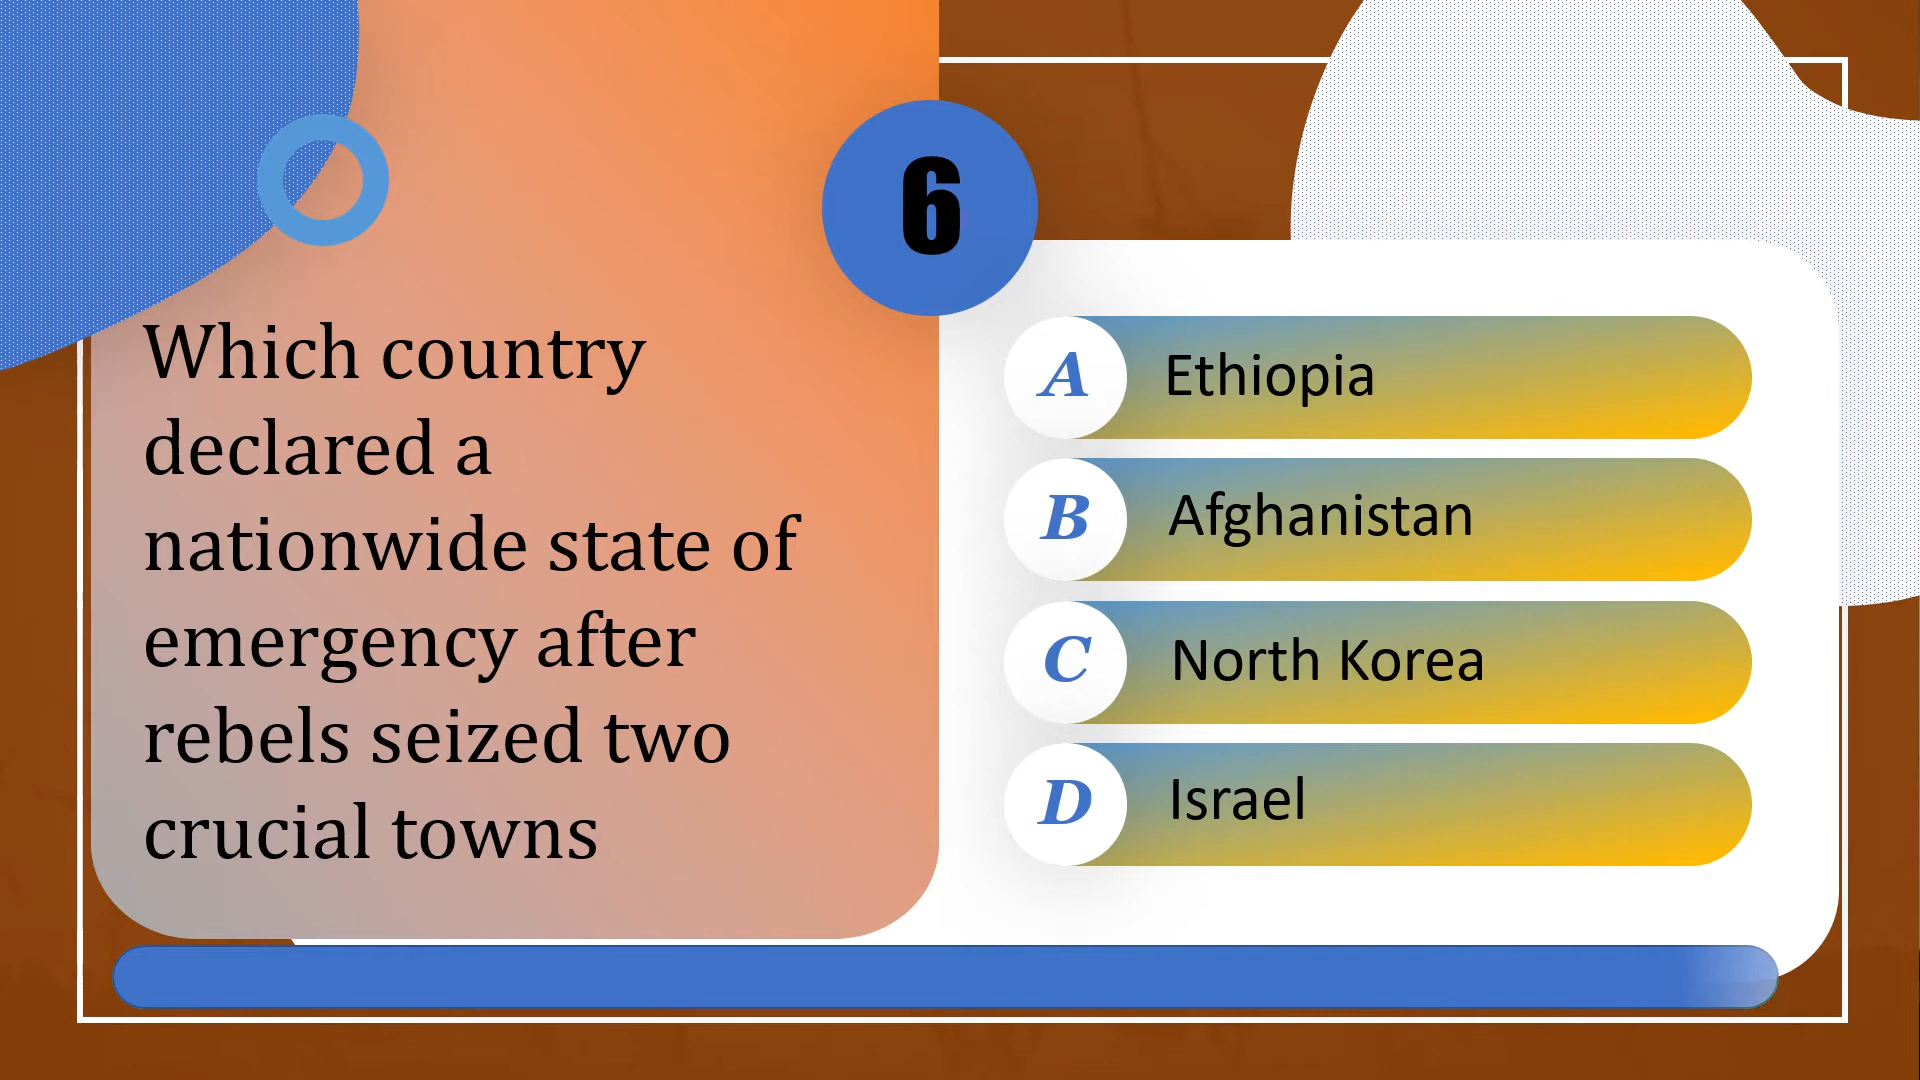 6
Which country
declared a
nationwide state of
emergency after
rebels seized two
crucial towns
A Ethiopia
B Afghanistan
C North Korea
D Israel